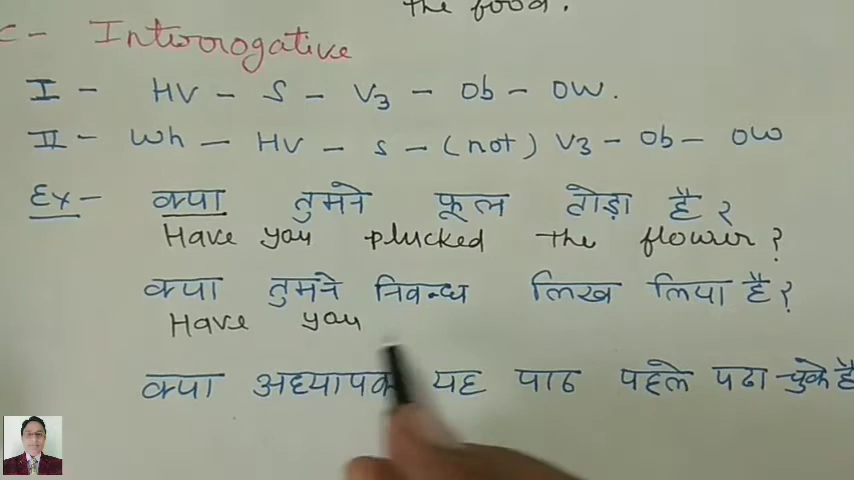 the food.
C- Interrogative
I - HV - S - V3 - Ob - OW.
II - Wh - HV - S - (not) V3 - Ob - OW
Ex- क्या तुमने फूल तोड़ा है?
Have you plucked the flower?
क्या तुमने निबन्ध लिख लिया है?
Have you
क्या अध्यापक यह पाठ पहले पढा चुके है